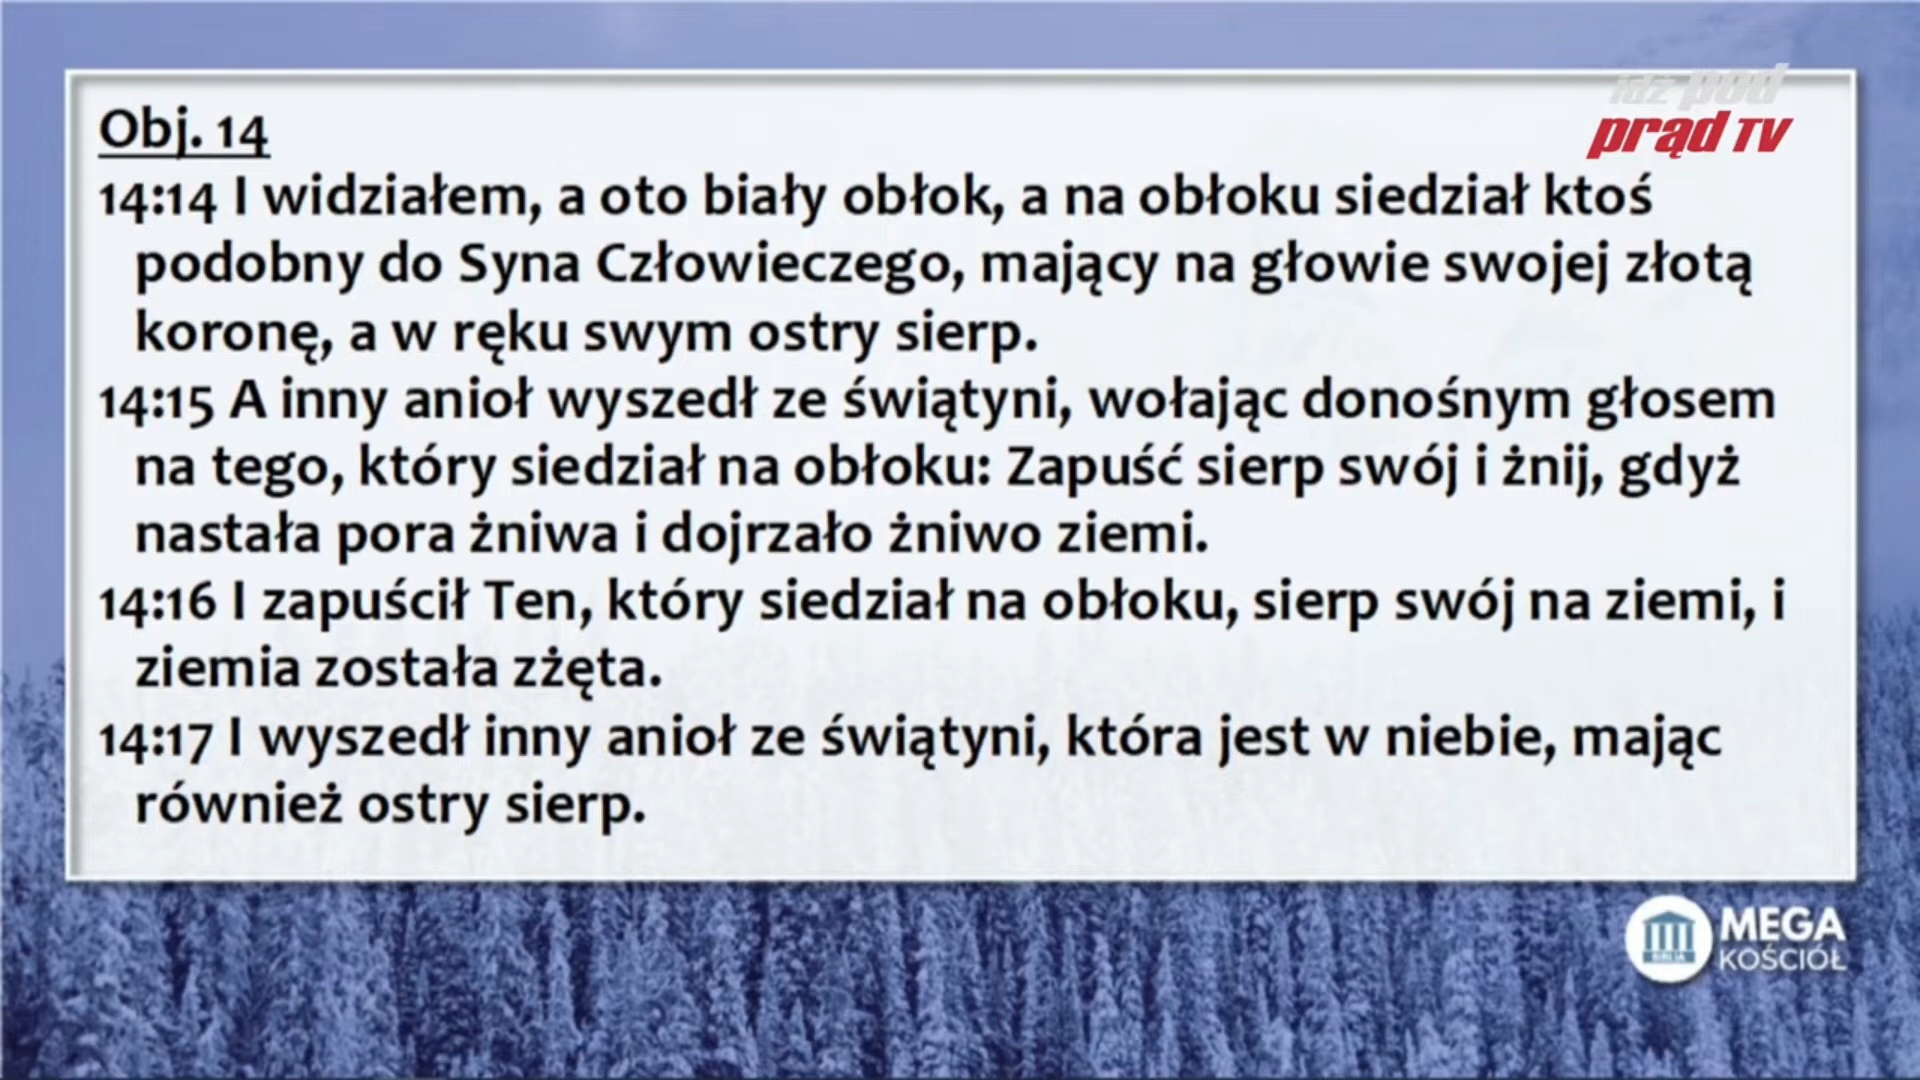 idź pod
prąd TV
Obj. 14
14:14 I widziałem, a oto biały obłok, a na obłoku siedział ktoś
podobny do Syna Człowieczego, mający na głowie swojej złotą
koronę, a w ręku swym ostry sierp.
14:15 A inny anioł wyszedł ze świątyni, wołając donośnym głosem
na tego, który siedział na obłoku: Zapuść sierp swój i żnij, gdyż
nastała pora żniwa i dojrzało żniwo ziemi.
14:16 I zapuścił Ten, który siedział na obłoku, sierp swój na ziemi, i
ziemia została zżęta.
14:17 I wyszedł inny anioł ze świątyni, która jest w niebie, mając
również ostry sierp.
BIBLIA
MEGA
KOŚCIÓŁ